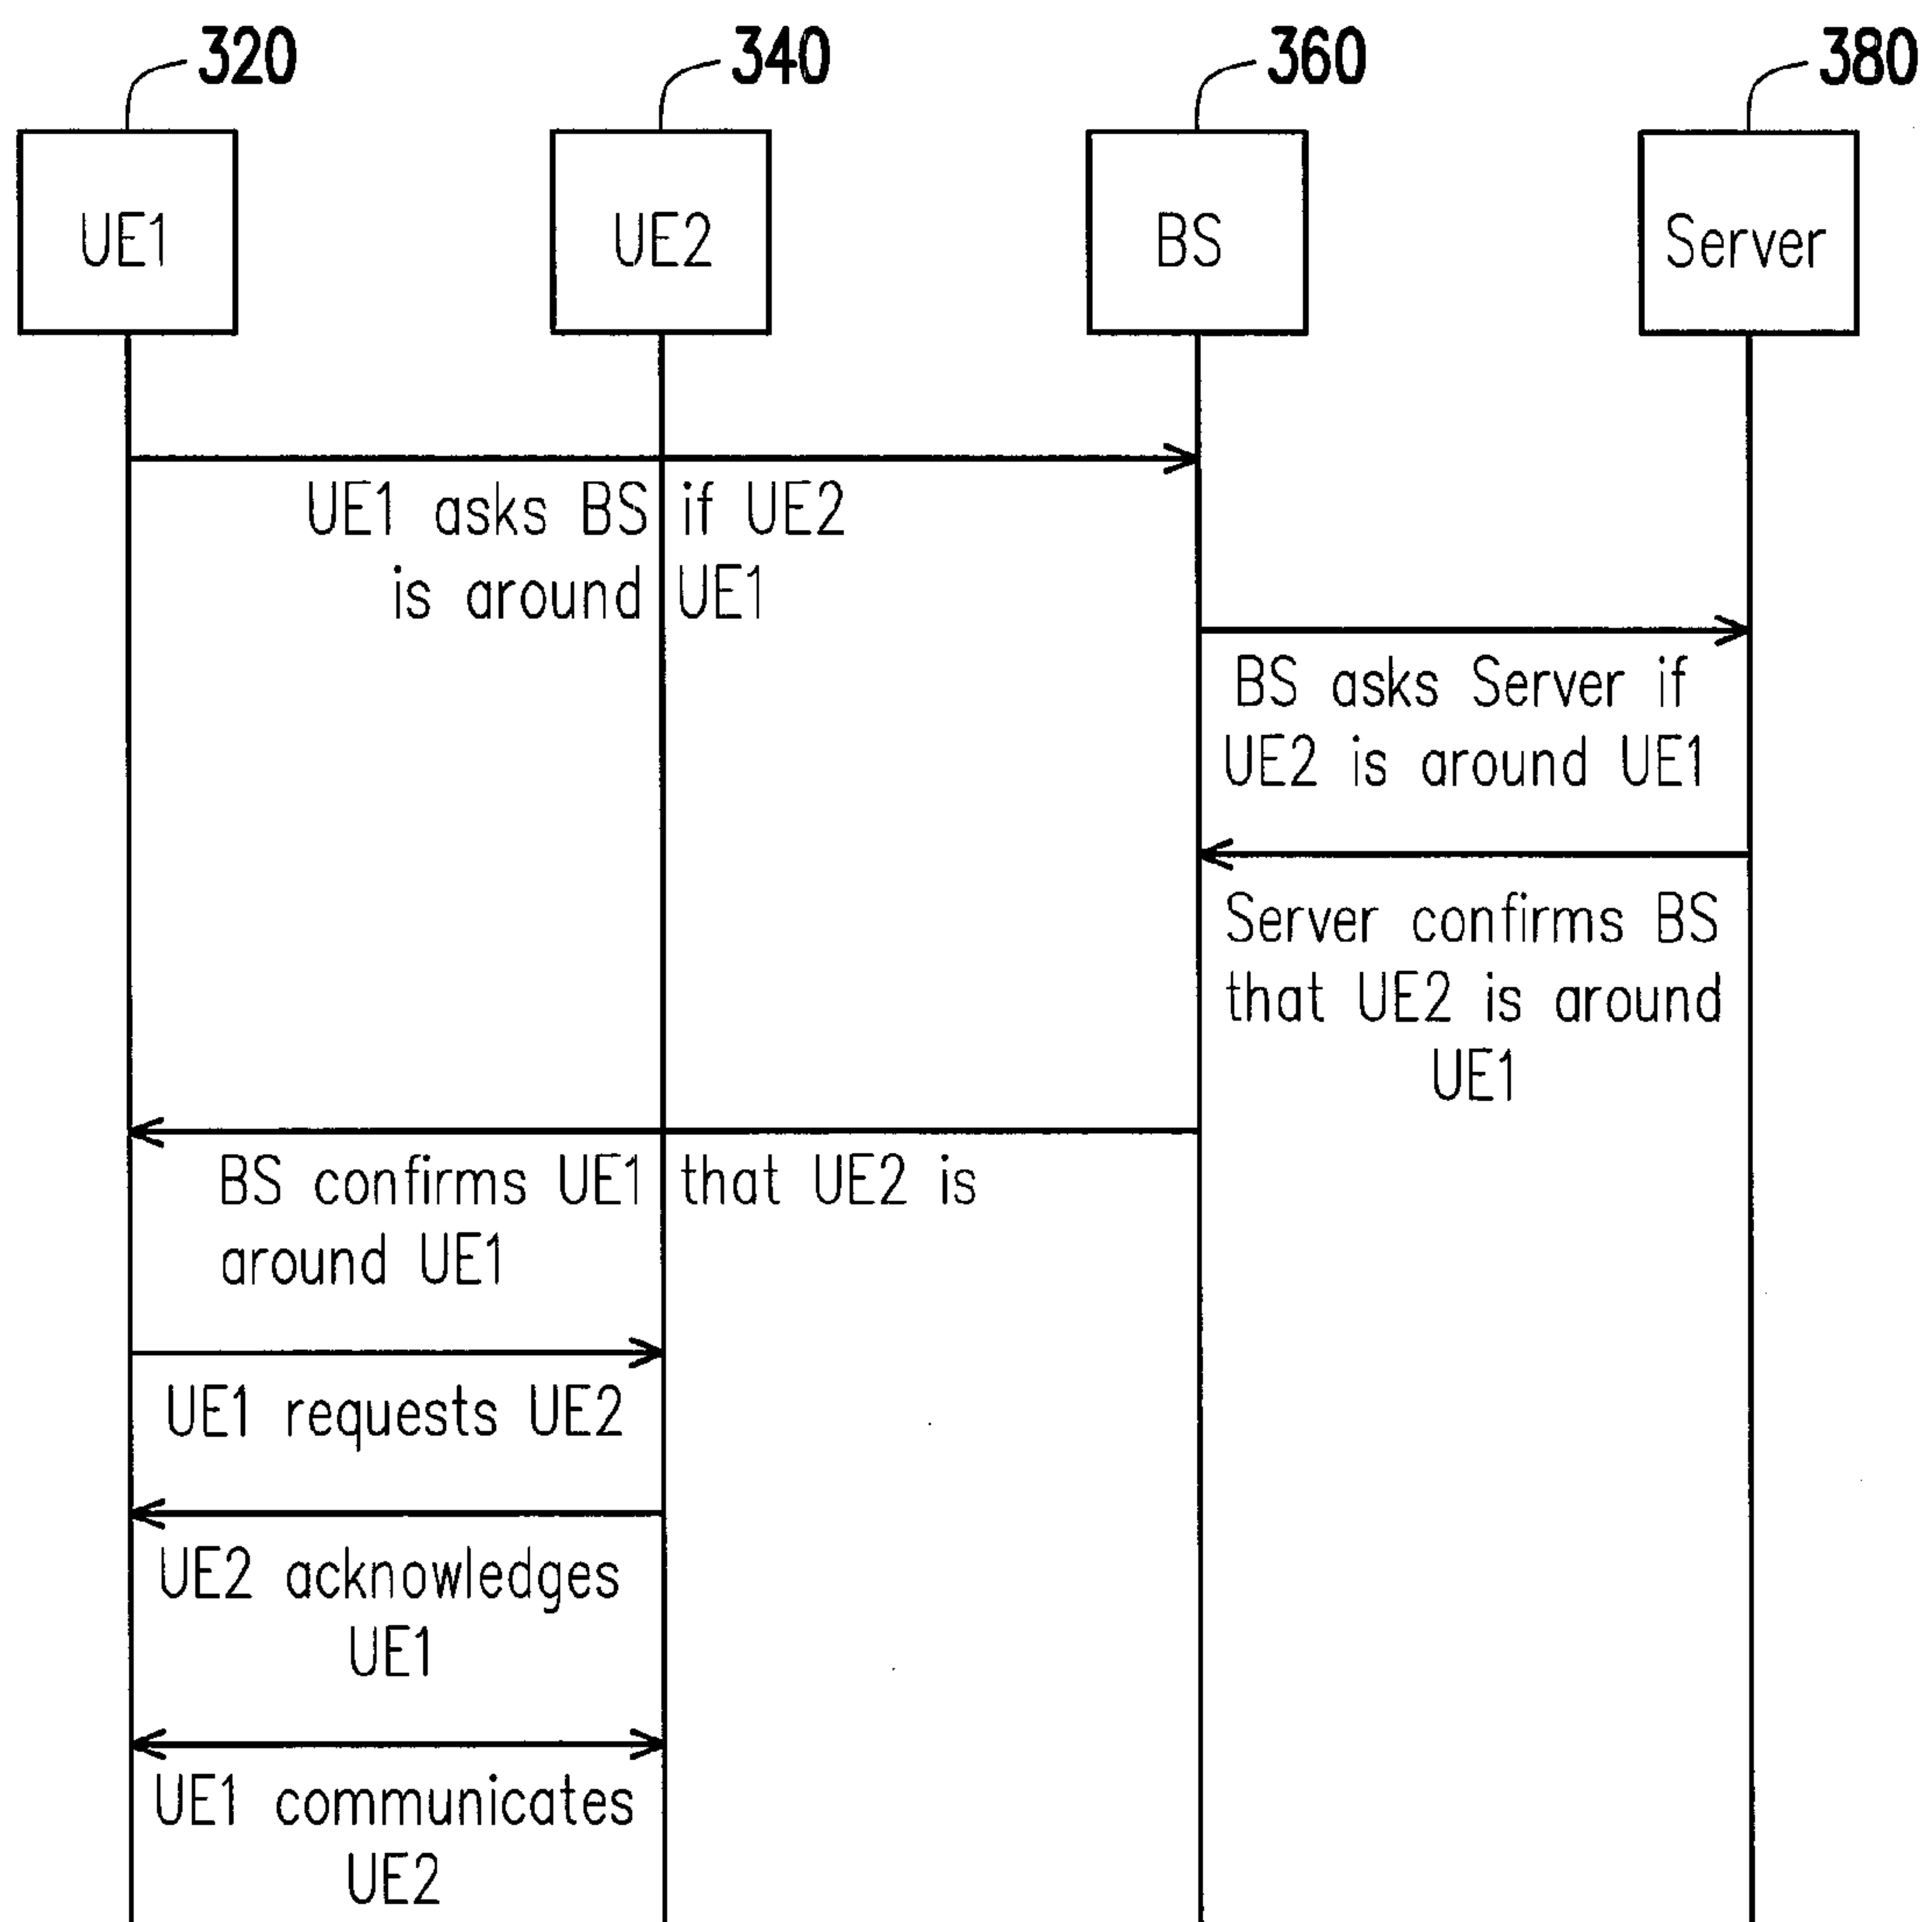 320
340
360
380
UE1
UE2
BS
Server
UE1 asks BS if UE2
is around UE1
BS asks Server if
UE2 is around UE1
Server confirms BS
that UE2 is around
UE1
BS confirms UE1 that UE2 is
around UE1
UE1 requests UE2
UE2 acknowledges
UE1
UE1 communicates
UE2